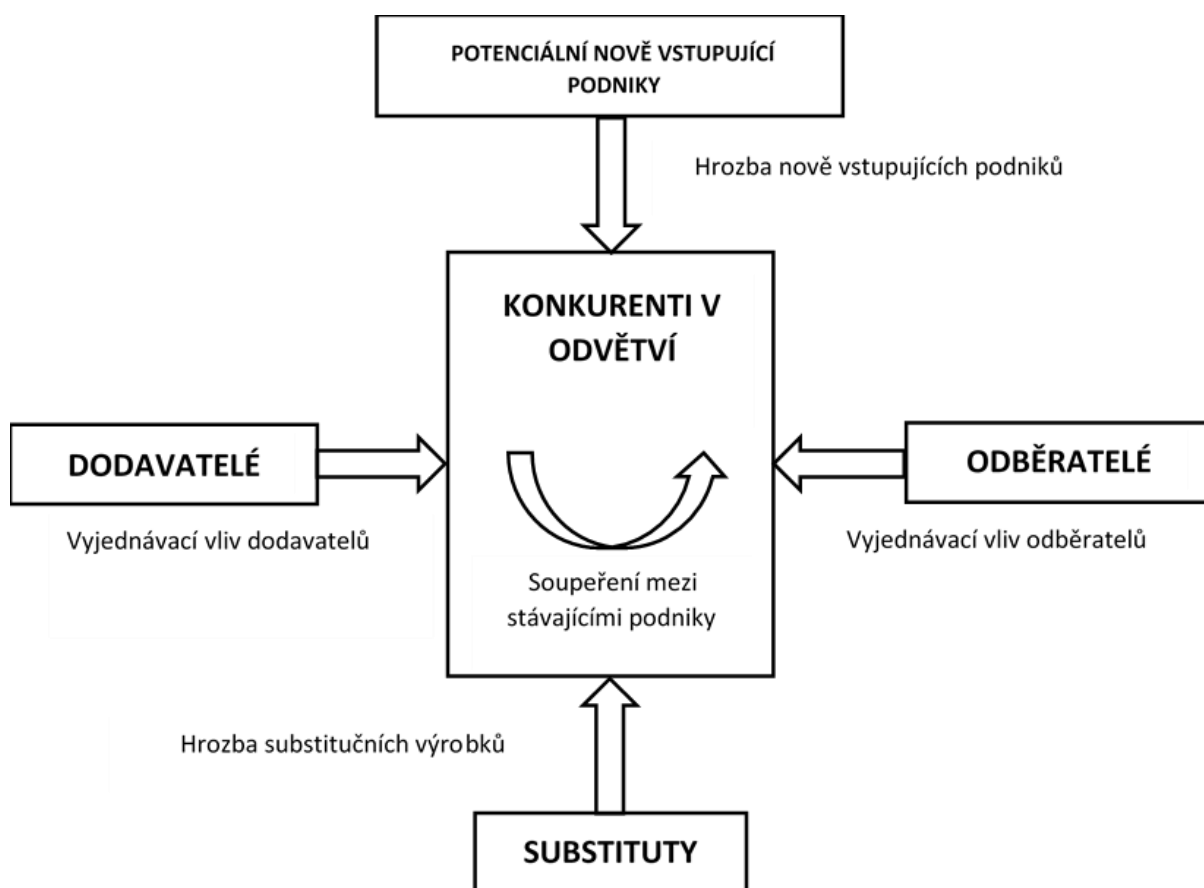 POTENCIÁLNÍ NOVĚ VSTUPUJÍCÍ
PODNIKY
Hrozba nově vstupujících podniků
KONKURENTI V
ODVĚTVÍ
DODAVATELÉ
ODBĚRATELÉ
Vyjednávací vliv dodavatelů
Vyjednávací vliv odběratelů
Soupeření mezi
stávajícími podniky
Hrozba substitučních výrobků
SUBSTITUTY